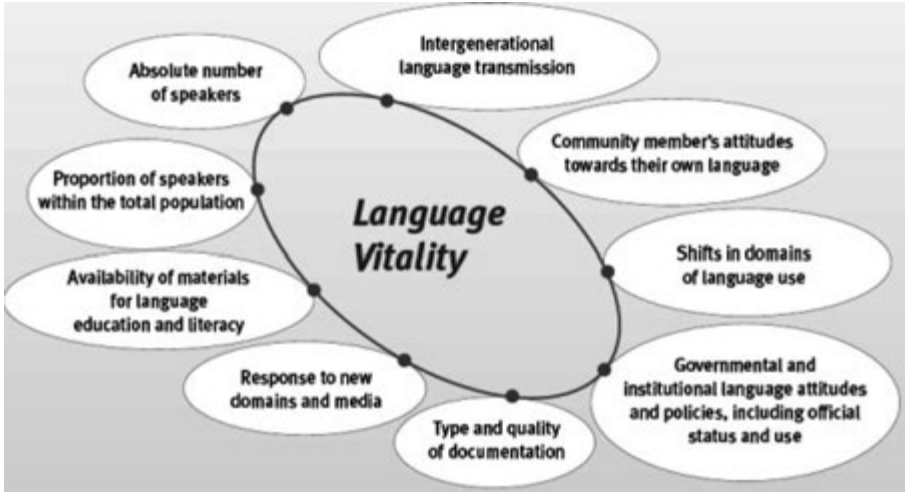 Intergenerational
language transmission
Absolute number
of speakers
Community member's attitudes
towards their own language
Proportion of speakers
within the total population
Language
Vitality
Shifts in domains
of language use
Availability of materials
for language
education and literacy
Governmental and
institutional language attitudes
and policies, including official
status and use
Response to new
domains and media
Type and quality
of documentation